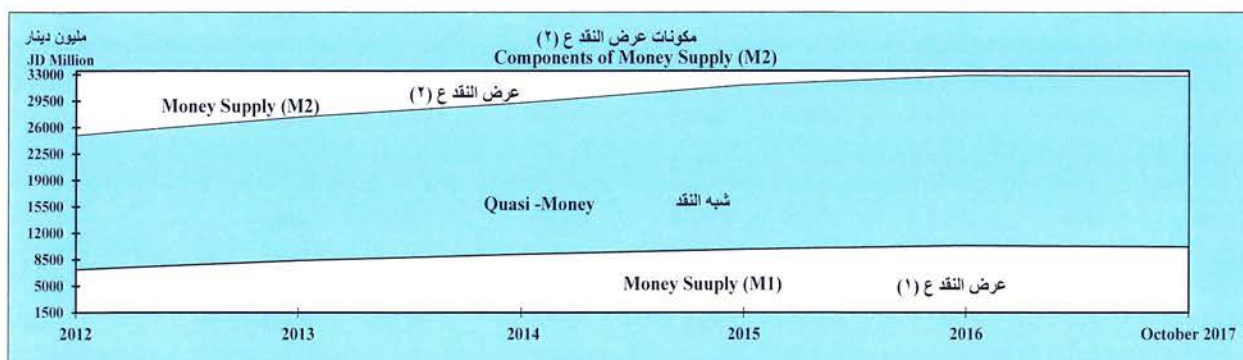 مكونات عرض النقد ع (٢)
Components of Money Supply (M2)
مليون دينار
JD Million
33000
29500
26000
22500
19000
15500
12000
8500
5000
1500
Money Supply (M2) عرض النقد ع (٢)
Quasi -Money شبه النقد
Money Suuply (M1) عرض النقد ع (١)
2012 2013 2014 2015 2016 October 2017